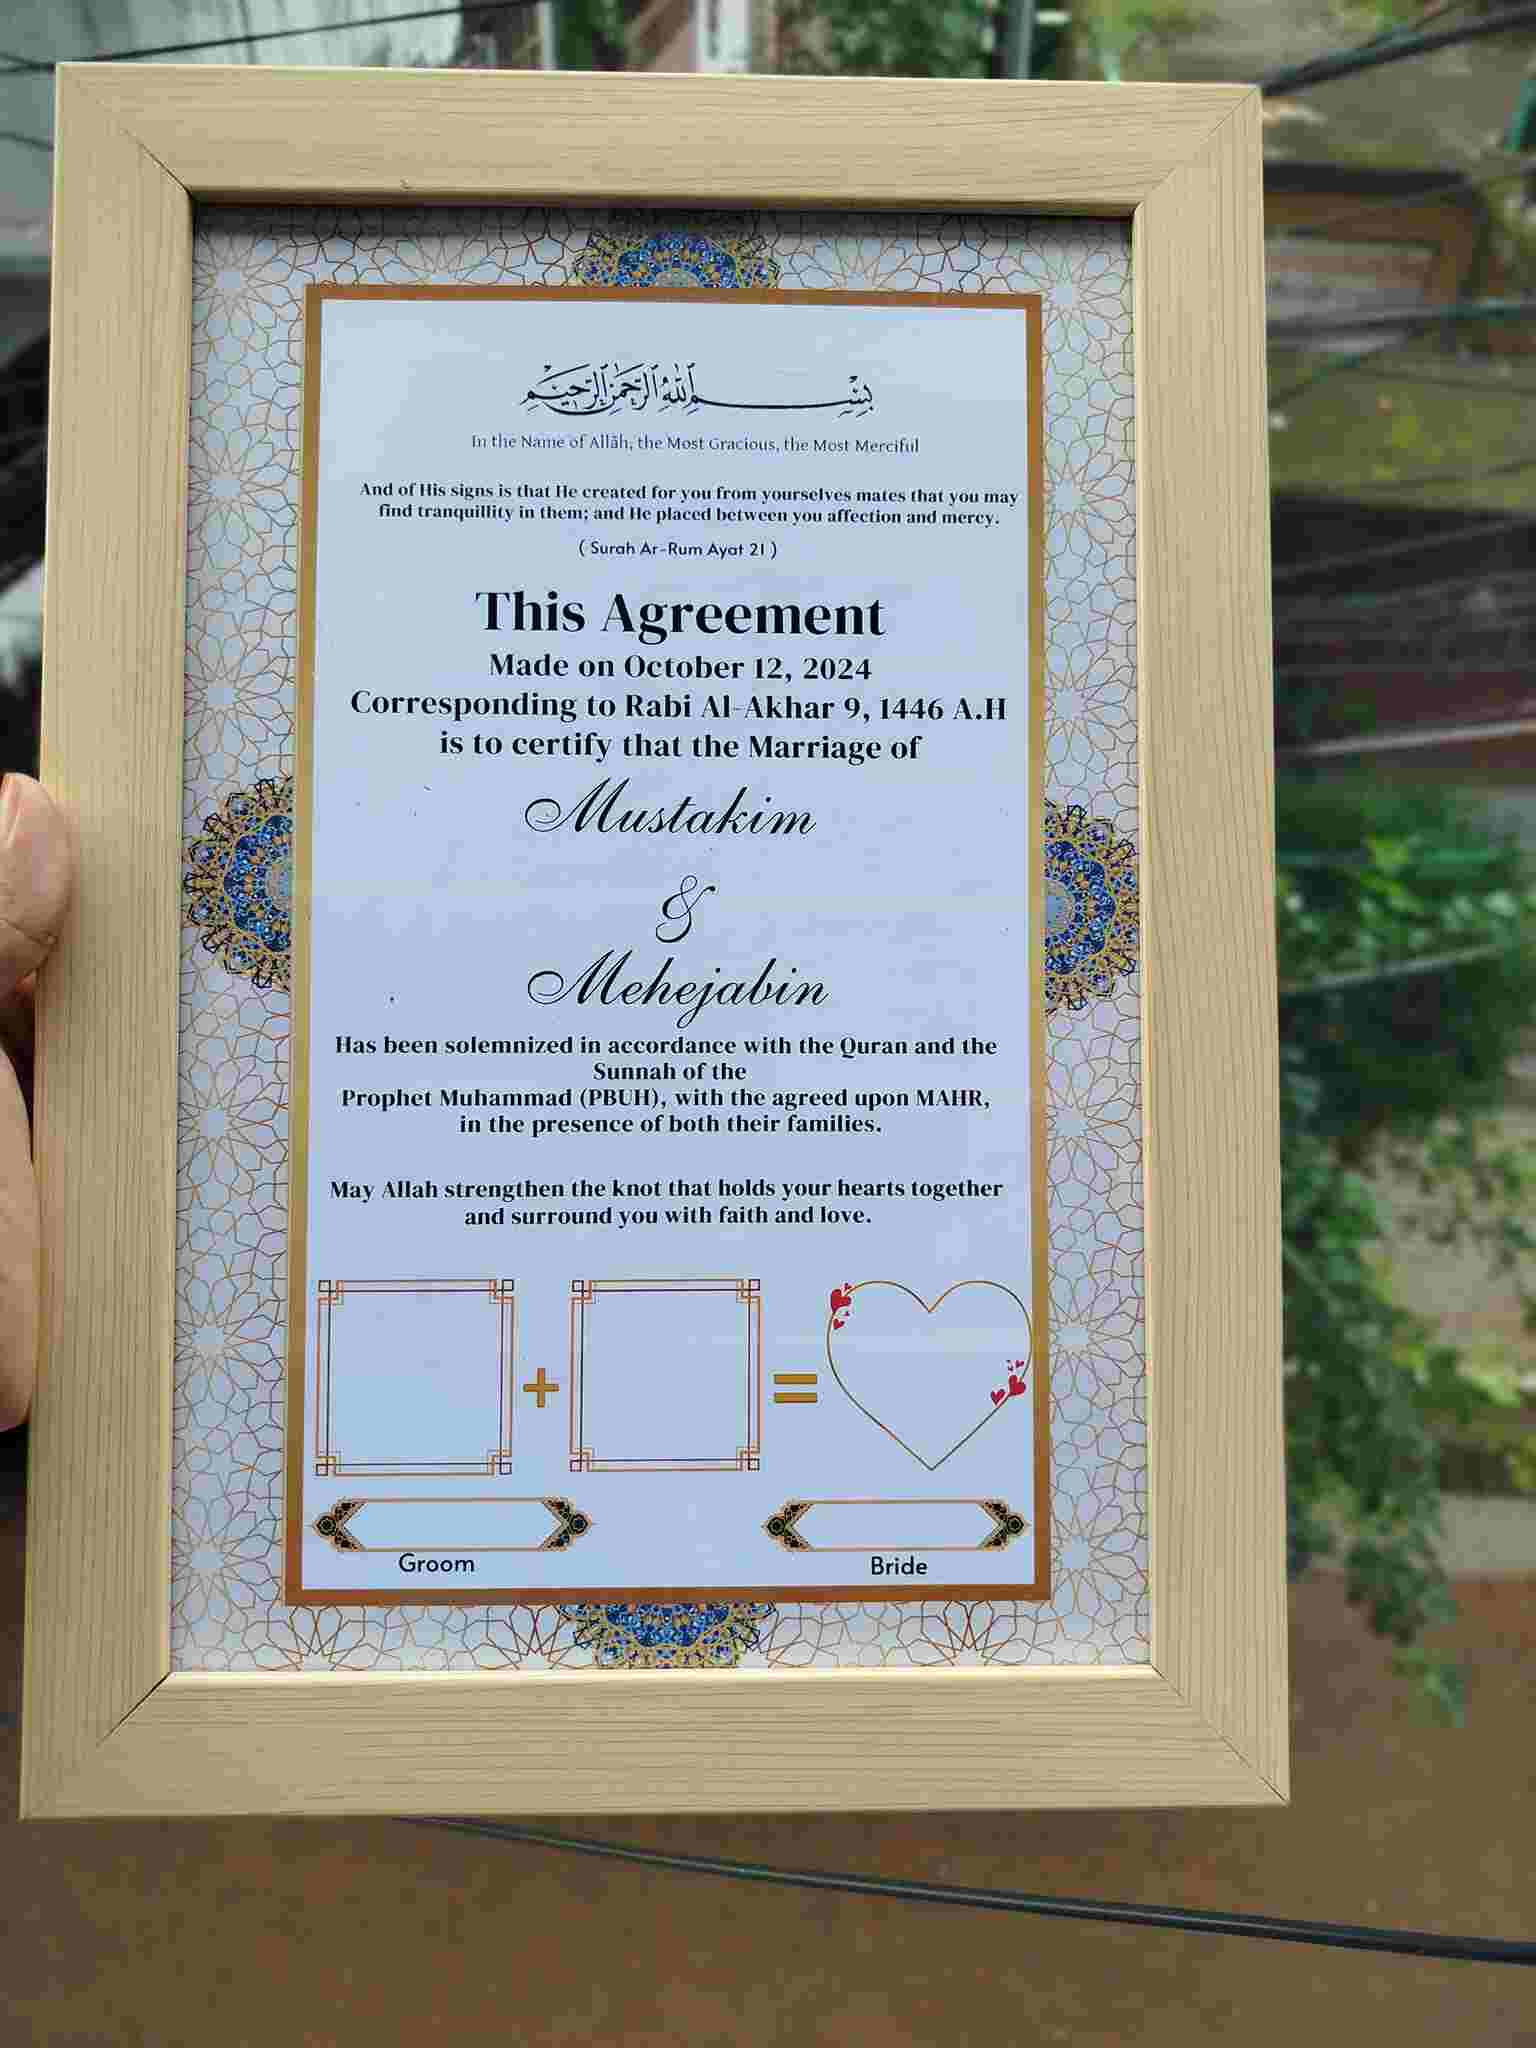 بِسْمِ ٱللَّهِ ٱلرَّحْمَٰنِ ٱلرَّحِيمِ
In the Name of Allāh, the Most Gracious, the Most Merciful
And of His signs is that He created for you from yourselves mates that you may
find tranquillity in them; and He placed between you affection and mercy.
( Surah Ar-Rum Ayat 21 )
This Agreement
Made on October 12, 2024
Corresponding to Rabi Al-Akhar 9, 1446 A.H
is to certify that the Marriage of
Mustakim
&
Mehejabin
Has been solemnized in accordance with the Quran and the
Sunnah of the
Prophet Muhammad (PBUH), with the agreed upon MAHR,
in the presence of both their families.
May Allah strengthen the knot that holds your hearts together
and surround you with faith and love.
+ =
Groom Bride